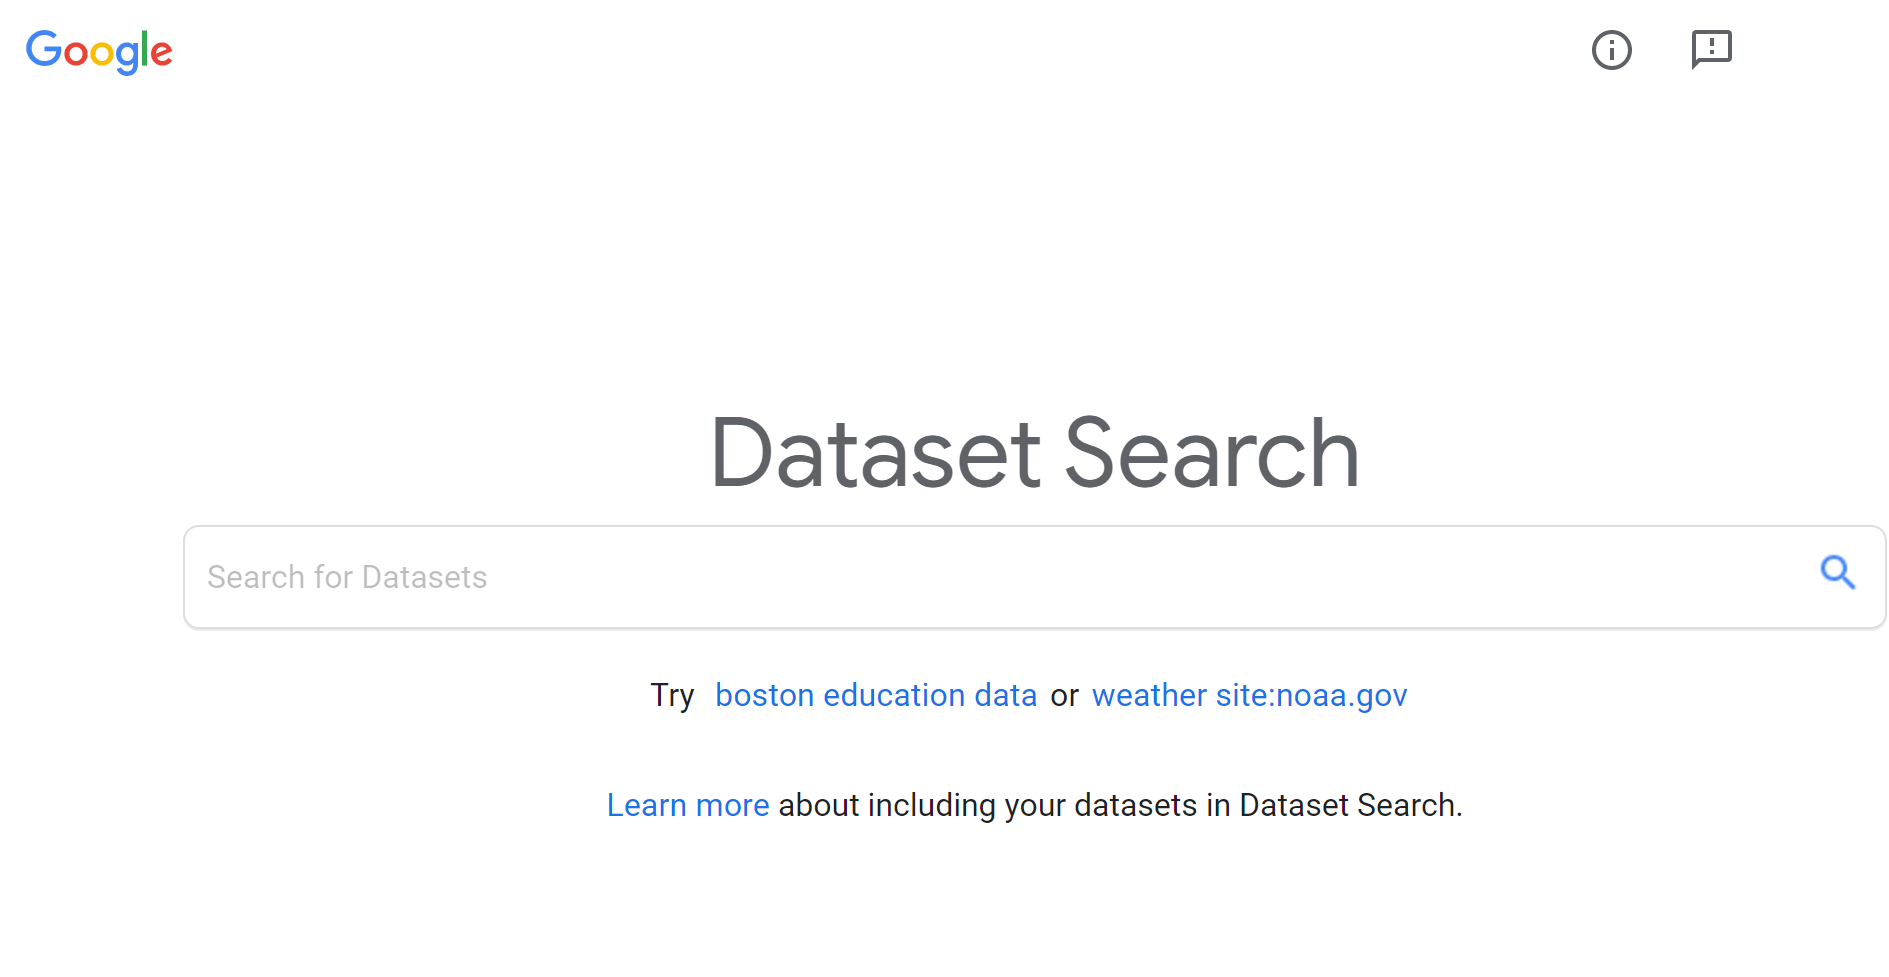 Google
Dataset Search
Search for Datasets
Try boston education data or weather site:noaa.gov
Learn more about including your datasets in Dataset Search.